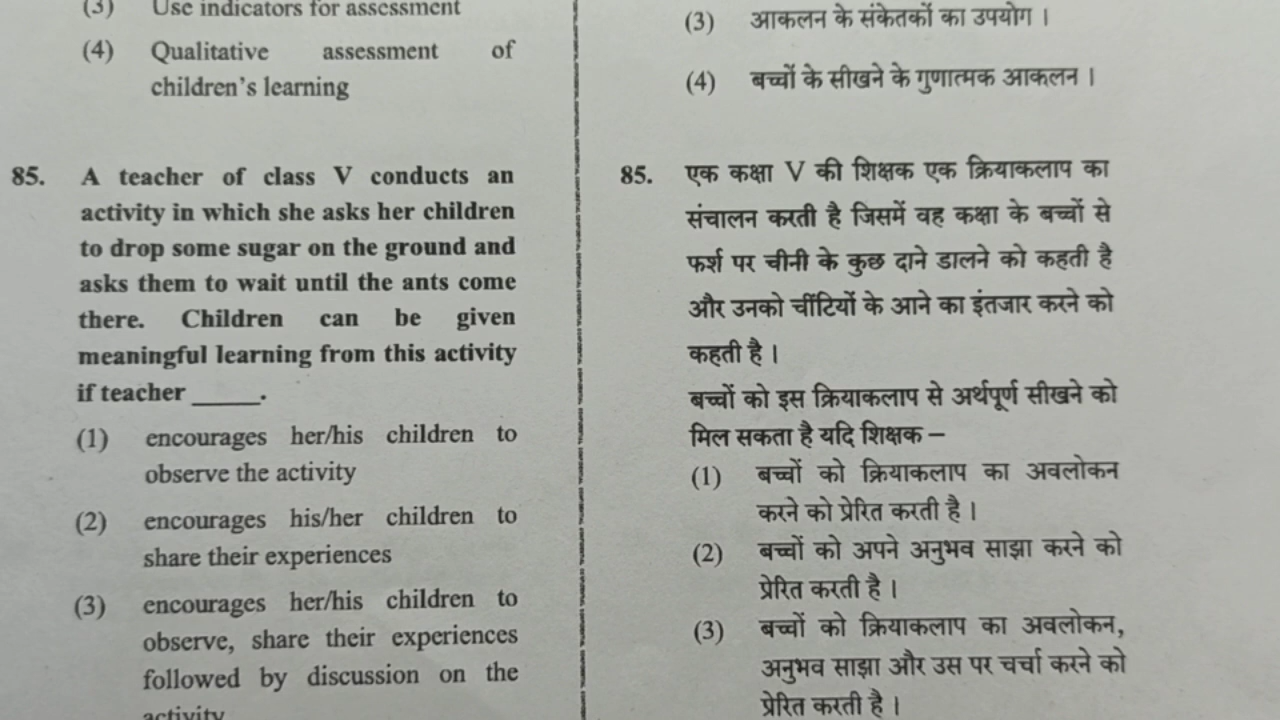 (3) Use indicators for assessment
(4) Qualitative assessment of
children's learning
85. A teacher of class V conducts an
activity in which she asks her children
to drop some sugar on the ground and
asks them to wait until the ants come
there. Children can be given
meaningful learning from this activity
if teacher _____.
(1) encourages her/his children to
observe the activity
(2) encourages his/her children to
share their experiences
(3) encourages her/his children to
observe, share their experiences
followed by discussion on the
activity
(3) आकलन के संकेतकों का उपयोग ।
(4) बच्चों के सीखने के गुणात्मक आकलन ।
85. एक कक्षा V की शिक्षक एक क्रियाकलाप का
संचालन करती है जिसमें वह कक्षा के बच्चों से
फर्श पर चीनी के कुछ दाने डालने को कहती है
और उनको चींटियों के आने का इंतजार करने को
कहती है ।
बच्चों को इस क्रियाकलाप से अर्थपूर्ण सीखने को
मिल सकता है यदि शिक्षक –
(1) बच्चों को क्रियाकलाप का अवलोकन
करने को प्रेरित करती है ।
(2) बच्चों को अपने अनुभव साझा करने को
प्रेरित करती है ।
(3) बच्चों को क्रियाकलाप का अवलोकन,
अनुभव साझा और उस पर चर्चा करने को
प्रेरित करती है ।